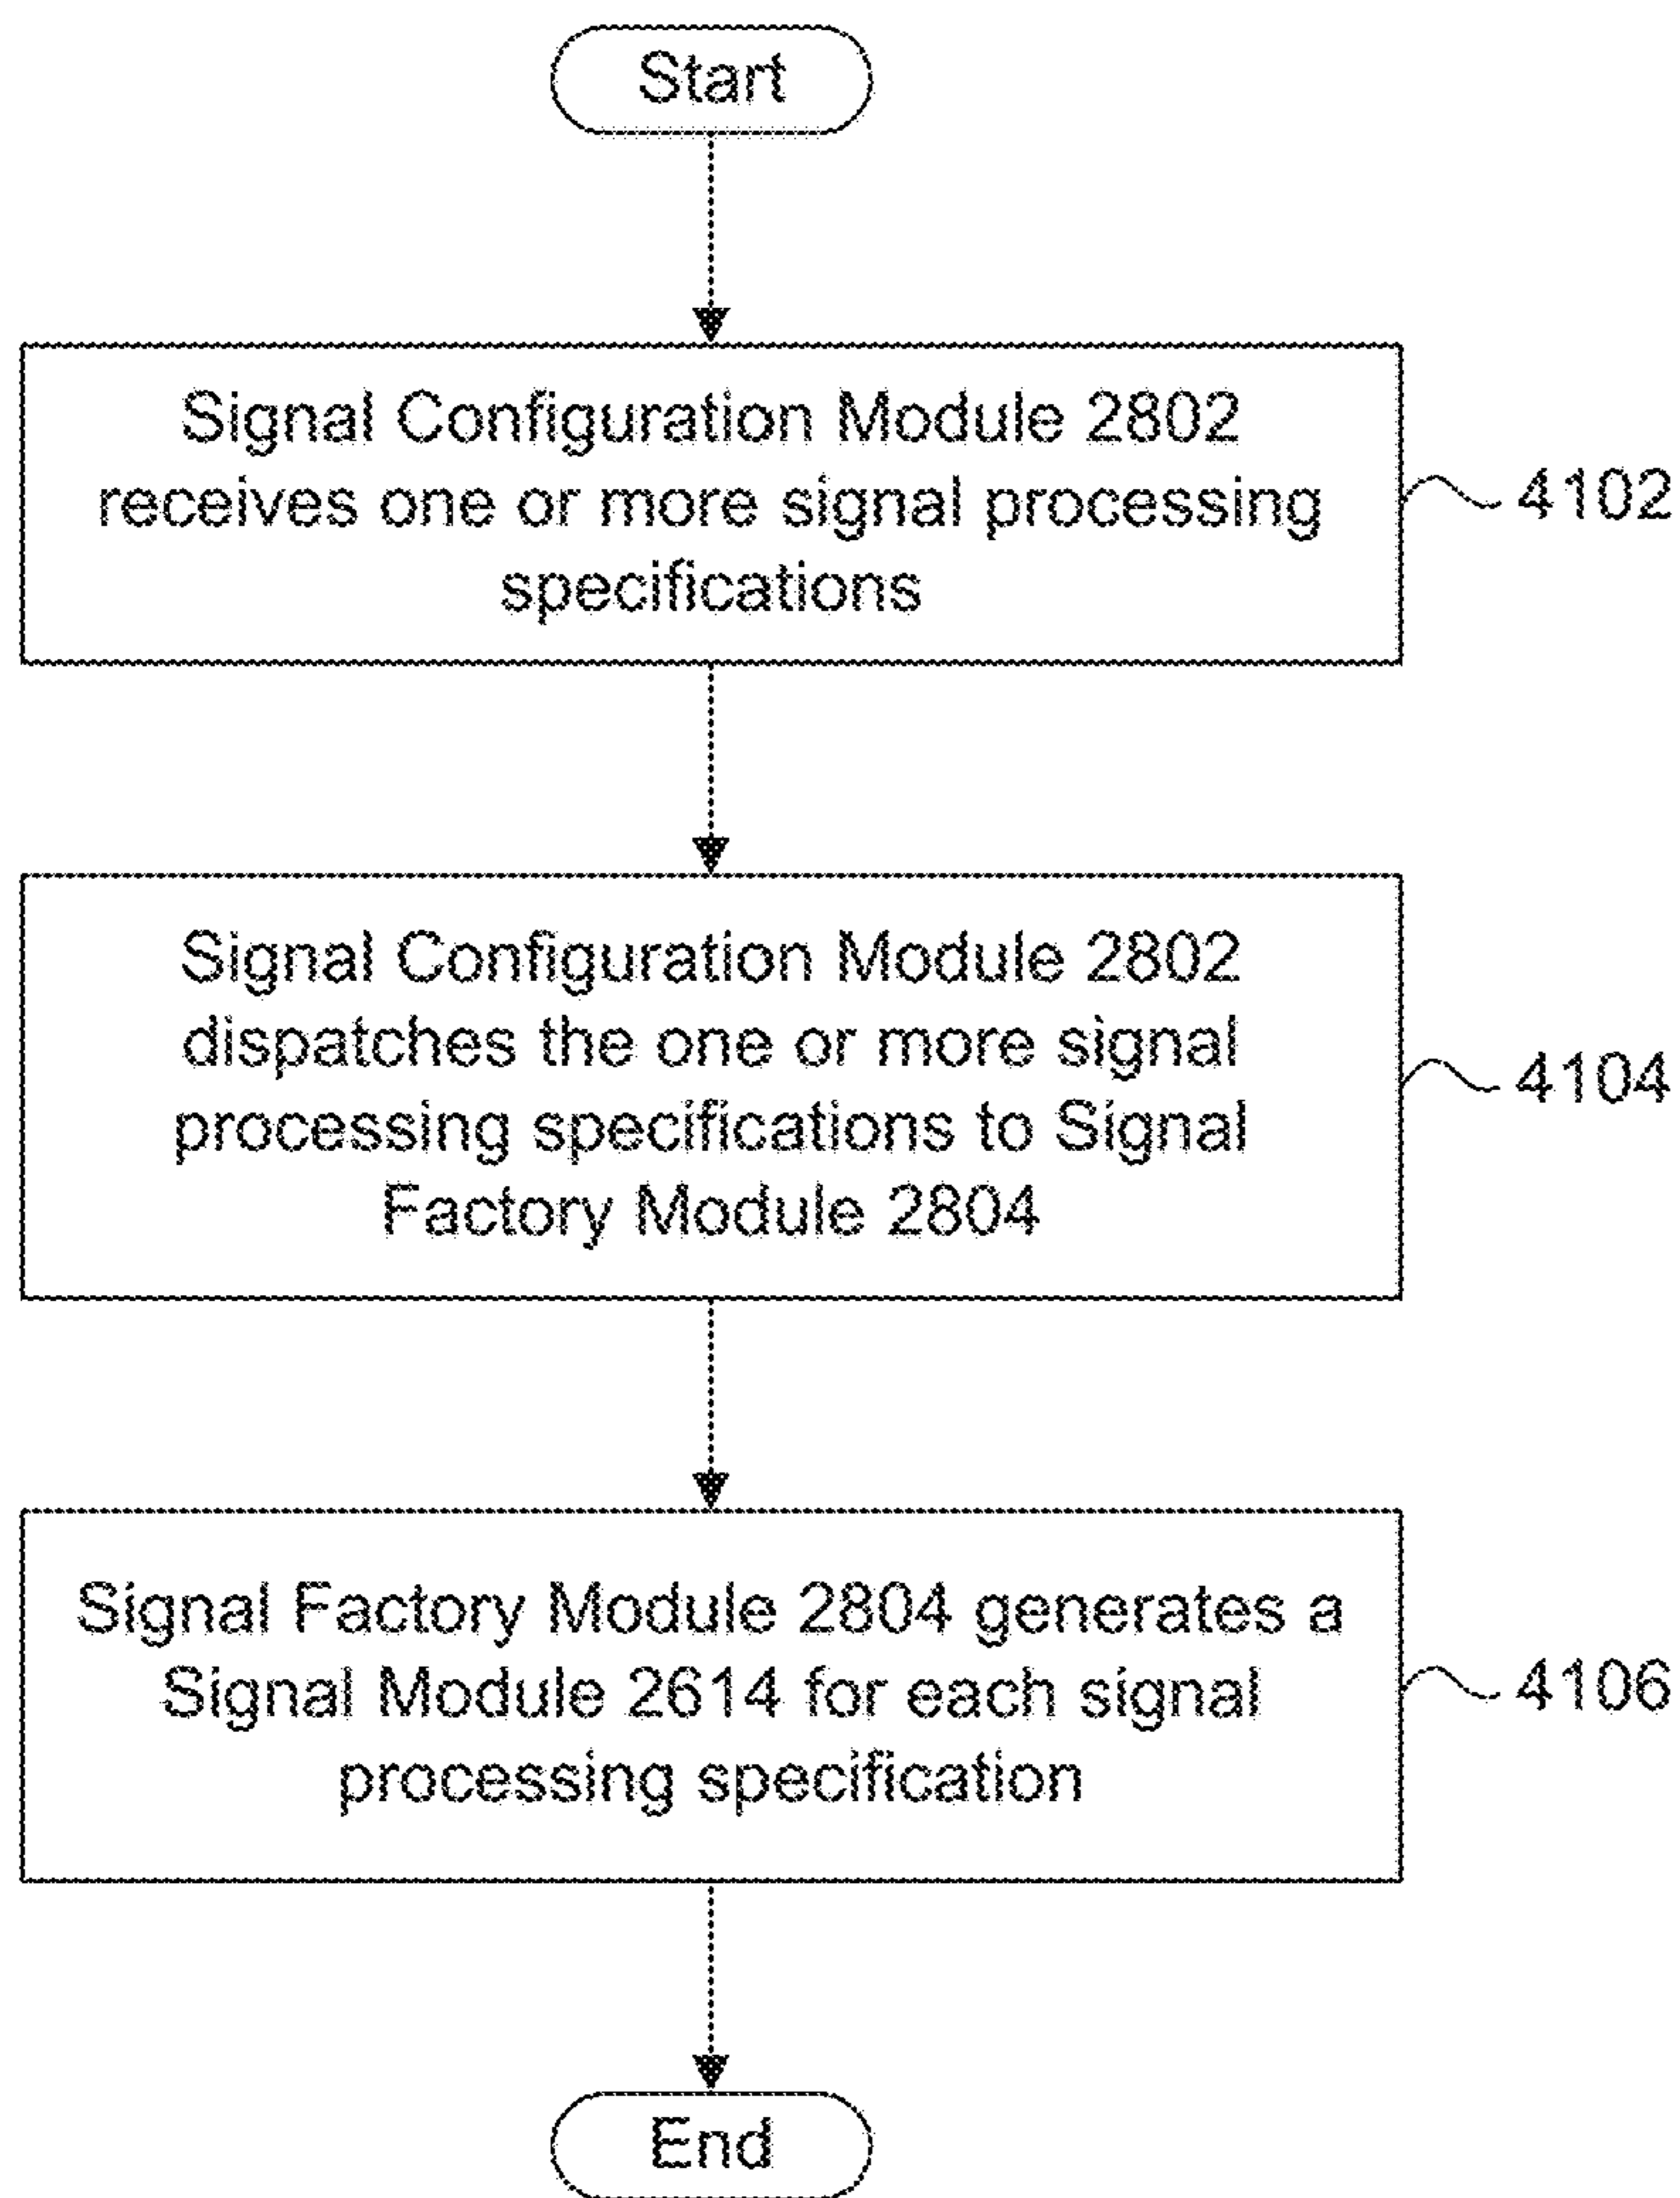 Start
Signal Configuration Module 2802
receives one or more signal processing
specifications
4102
Signal Configuration Module 2802
dispatches the one or more signal
processing specifications to Signal
Factory Module 2804
4104
Signal Factory Module 2804 generates a
Signal Module 2614 for each signal
processing specification
4106
End